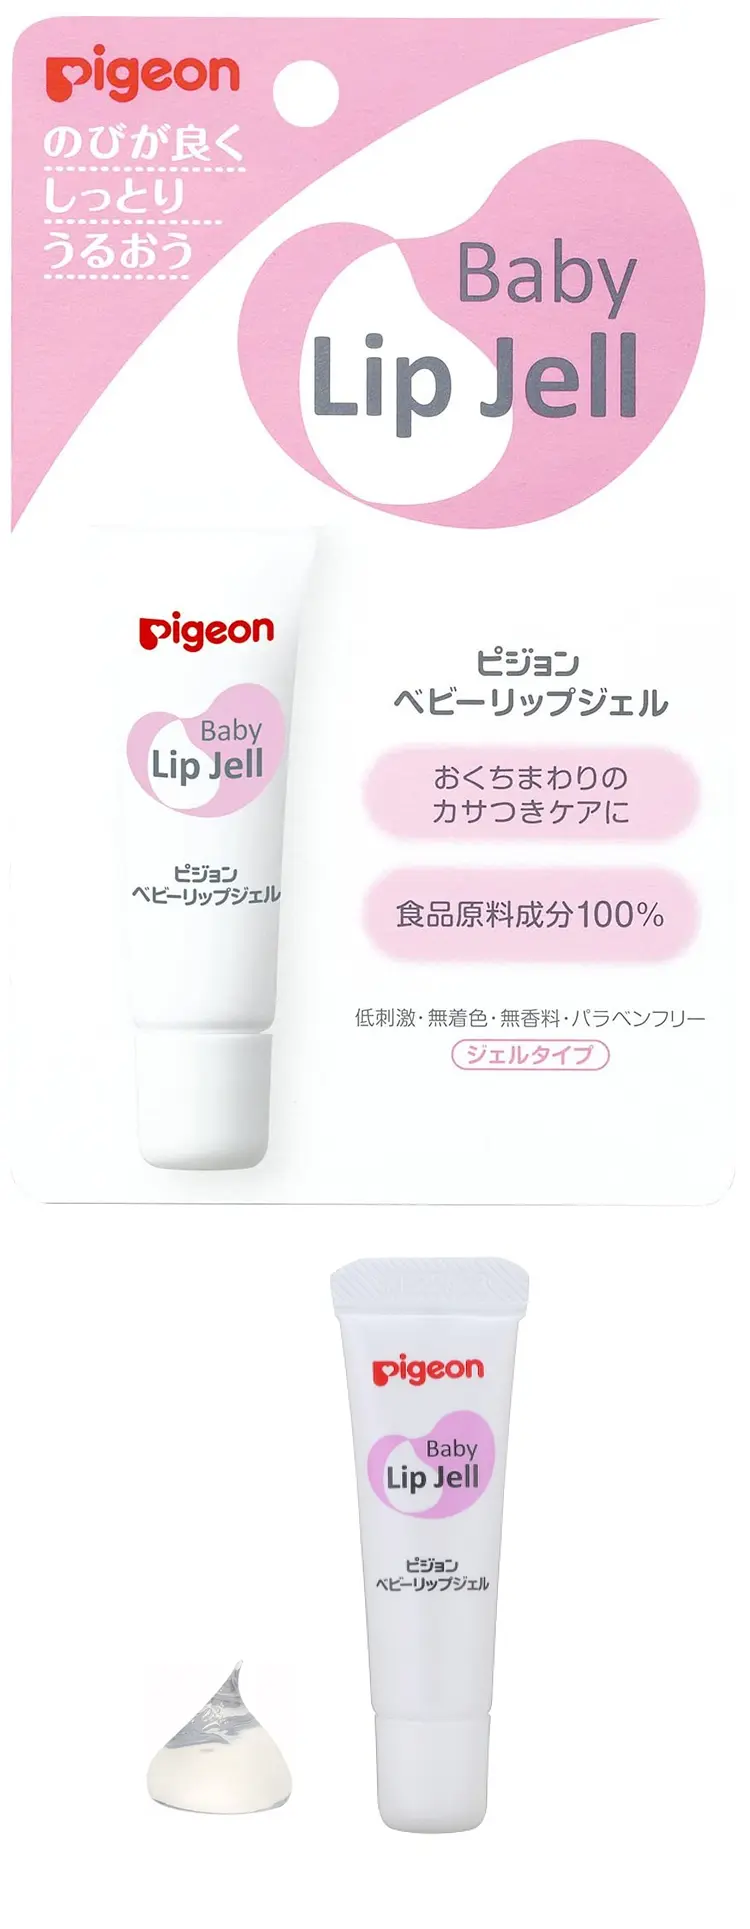 pigeon
のびが良く
しっとり
うるおう
Baby
Lip Jell
pigeon
Baby
Lip Jell
ピジョン
ベビーリップジェル
ピジョン
ベビーリップジェル
おくちまわりの
カサつきケアに
食品原料成分100%
低刺激・無着色・無香料・パラベンフリー
ジェルタイプ
pigeon
Baby
Lip Jell
ピジョン
ベビーリップジェル